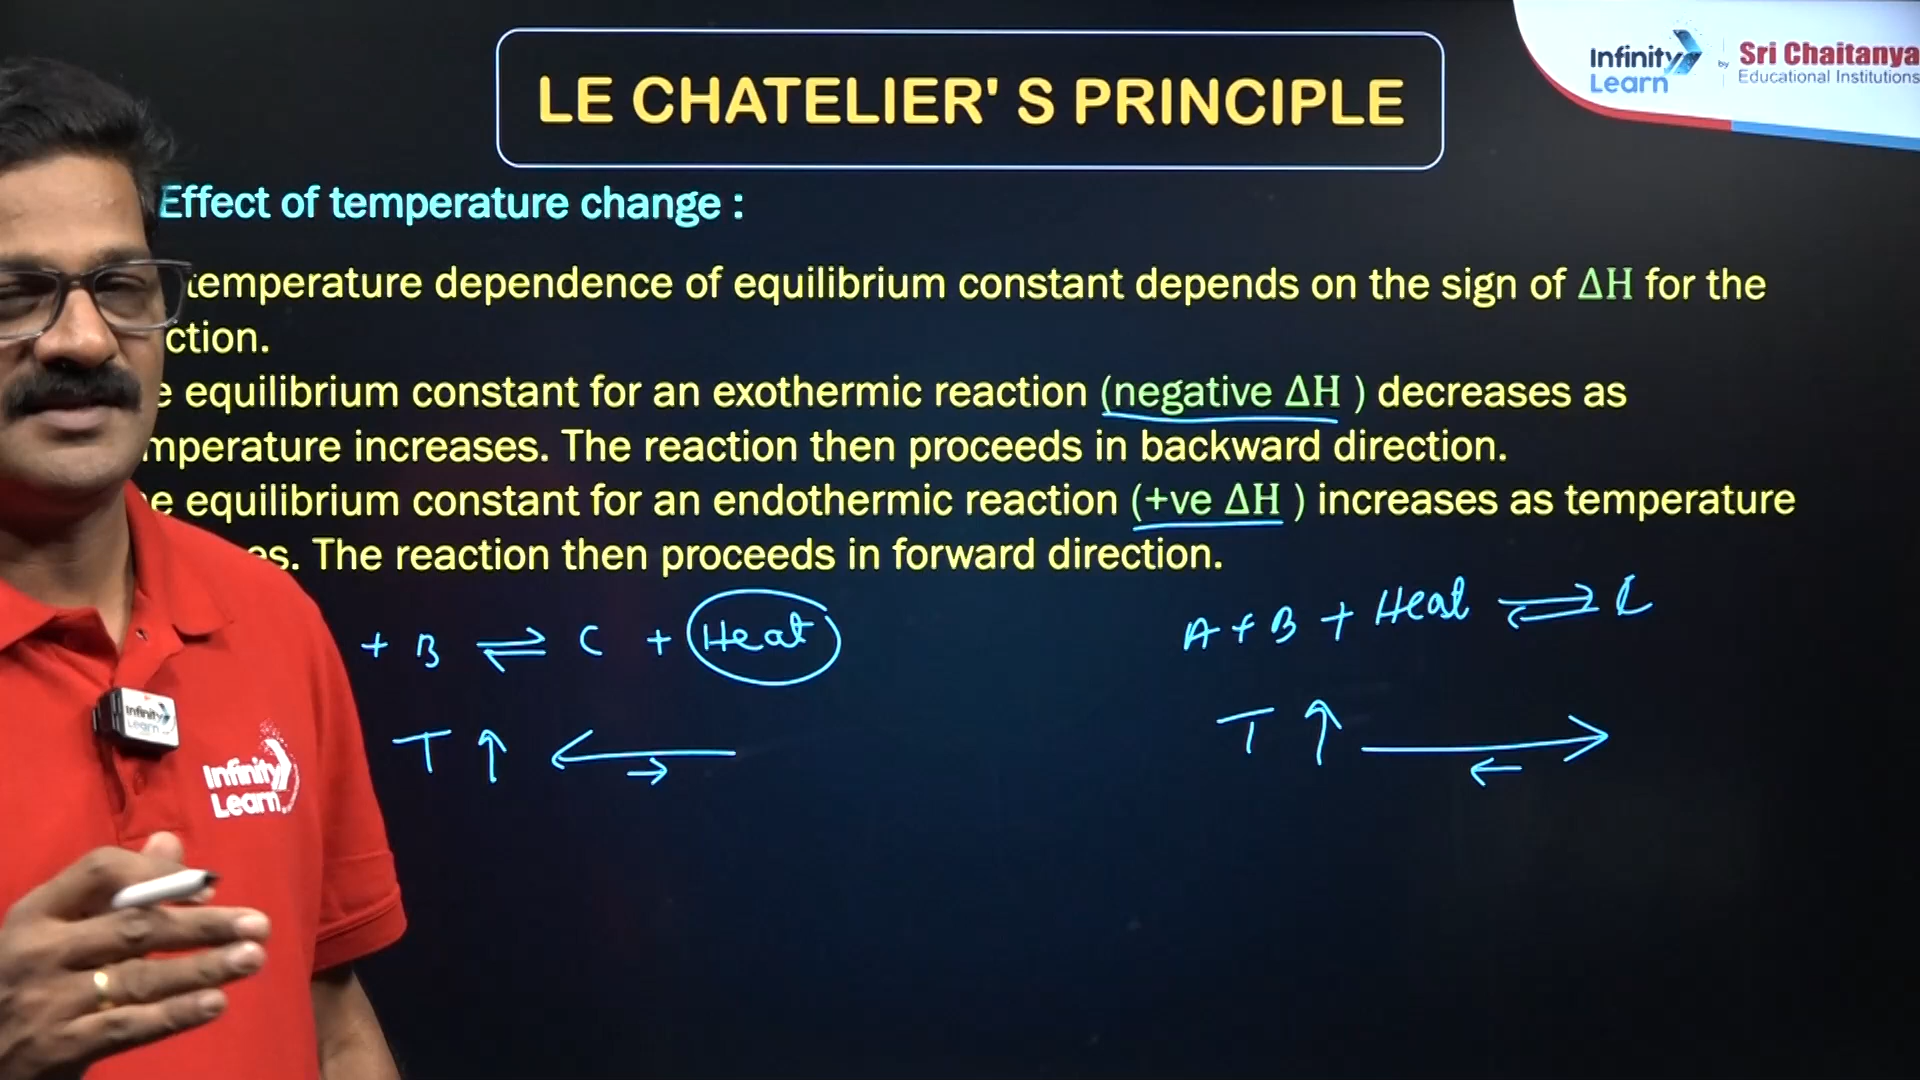 LE CHATELIER' S PRINCIPLE
Infinity Learn by Sri Chaitanya Educational Institutions
Effect of temperature change :
temperature dependence of equilibrium constant depends on the sign of ΔH for the
ction.
e equilibrium constant for an exothermic reaction (negative ΔH ) decreases as
mperature increases. The reaction then proceeds in backward direction.
e equilibrium constant for an endothermic reaction (+ve ΔH ) increases as temperature
es. The reaction then proceeds in forward direction.
+ B ⇌ C + Heat
A + B + Heat ⇌ C
T ↑ ← →
T ↑ → ←
Infinity Learn
Infinity Learn